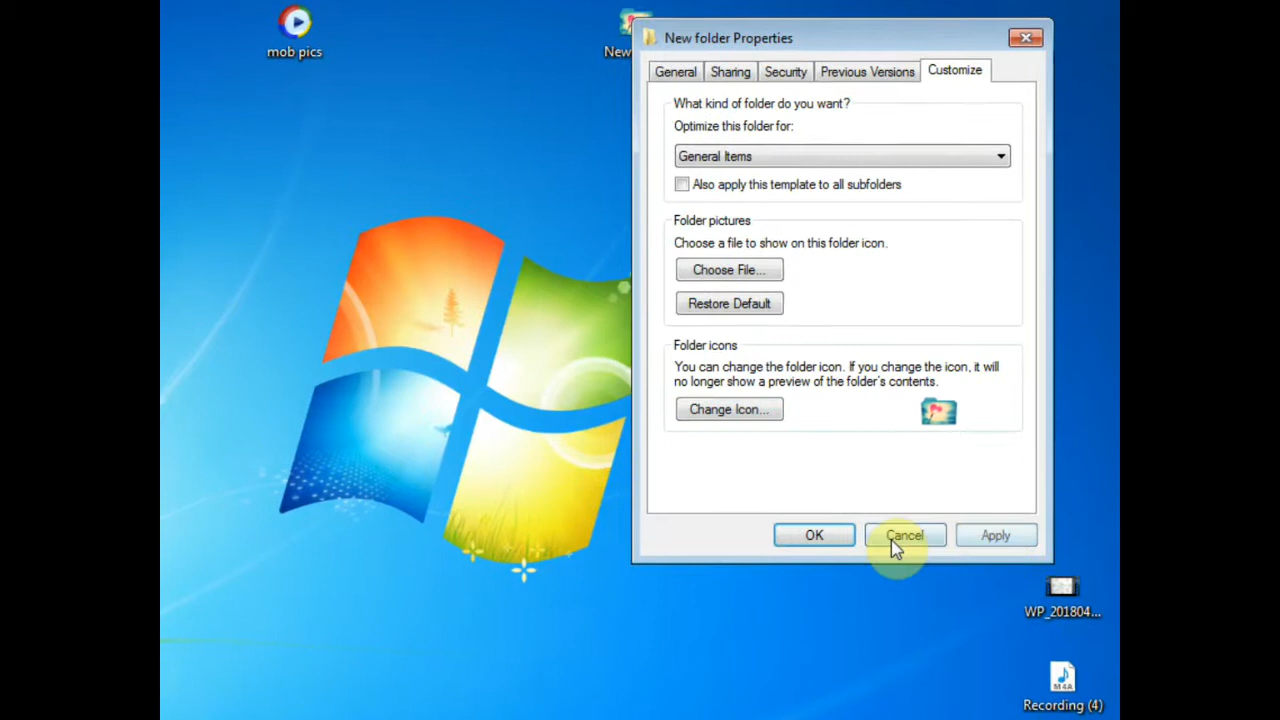 mob pics
New
New folder Properties
General
Sharing
Security
Previous Versions
Customize
What kind of folder do you want?
Optimize this folder for:
General Items
Also apply this template to all subfolders
Folder pictures
Choose a file to show on this folder icon.
Choose File...
Restore Default
Folder icons
You can change the folder icon. If you change the icon, it will
no longer show a preview of the folder's contents.
Change Icon...
OK
Cancel
Apply
WP_201804...
M4A
Recording (4)